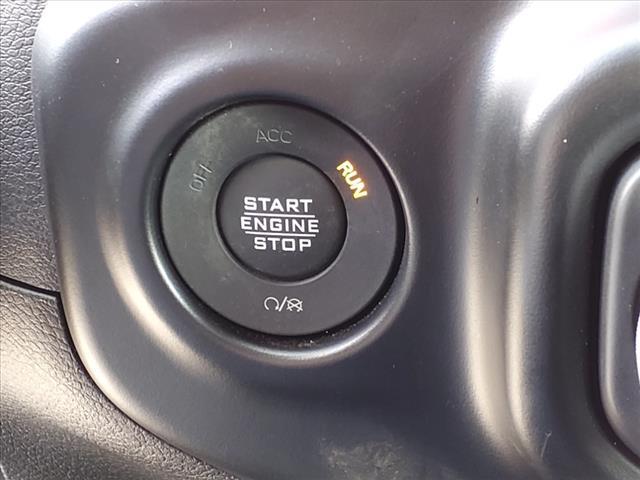 OFF
ACC
RUN
START
ENGINE
STOP